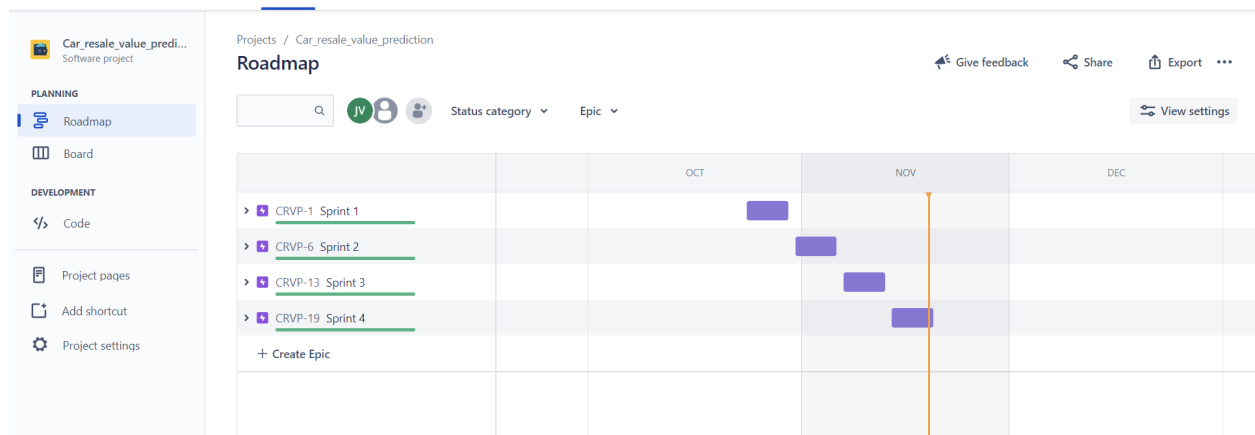 Car_resale_value_predi...
Software project
PLANNING
Roadmap
Board
DEVELOPMENT
Code
Project pages
Add shortcut
Project settings
Projects / Car_resale_value_prediction
Roadmap
Give feedback
Share
Export
JV
Status category
Epic
View settings
OCT NOV DEC
CRVP-1 Sprint 1
CRVP-6 Sprint 2
CRVP-13 Sprint 3
CRVP-19 Sprint 4
+ Create Epic